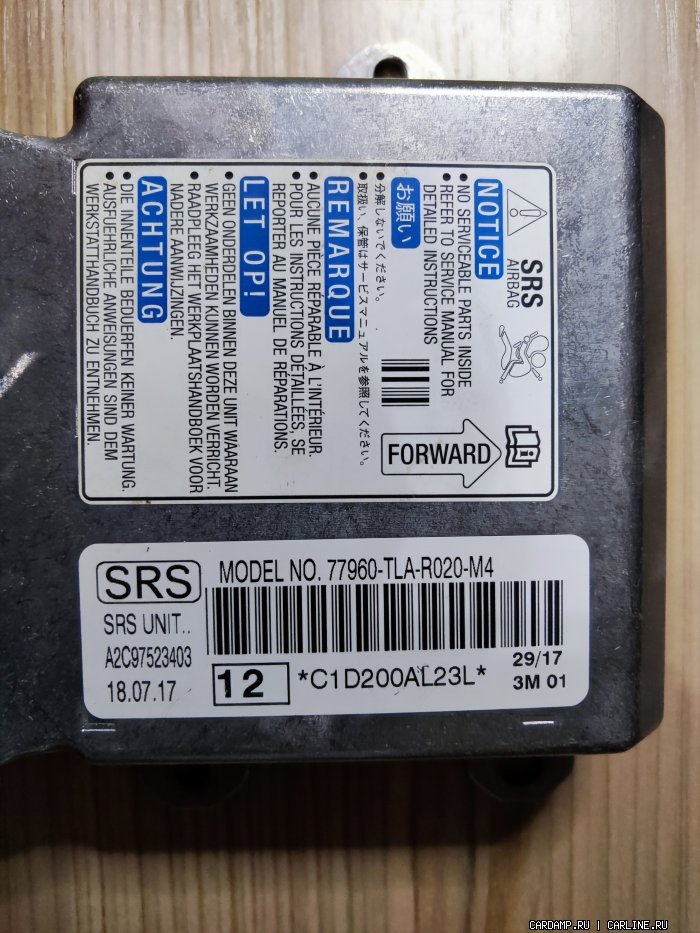 SRS
AIRBAG
NOTICE
• NO SERVICEABLE PARTS INSIDE
• REFER TO SERVICE MANUAL FOR
DETAILED INSTRUCTIONS
お願い
• 分解しないでください。
• 取扱い、保管はサービスマニュアルを参照してください。
FORWARD
REMARQUE
• AUCUNE PIÈCE RÉPARABLE À L'INTÉRIEUR.
• POUR LES INSTRUCTIONS DÉTAILLÉES, SE
REPORTER AU MANUEL DE RÉPARATIONS.
LET OP!
• GEEN ONDERDELEN BINNEN DEZE UNIT WAARAAN
WERKZAAMHEDEN KUNNEN WORDEN VERRICHT.
• RAADPLEEG HET WERKPLAATSHANDBOEK VOOR
NADERE AANWIJZINGEN.
ACHTUNG
• DIE INNENTEILE BEDUERFEN KEINER WARTUNG.
• AUSFUEHRLICHE ANWEISUNGEN SIND DEM
WERKSTATTHANDBUCH ZU ENTNEHMEN.
SRS
MODEL NO. 77960-TLA-R020-M4
SRS UNIT..
A2C97523403
18.07.17
12
*C1D200AL23L*
29/17
3M 01
CARDAMP.RU | CARLINE.RU